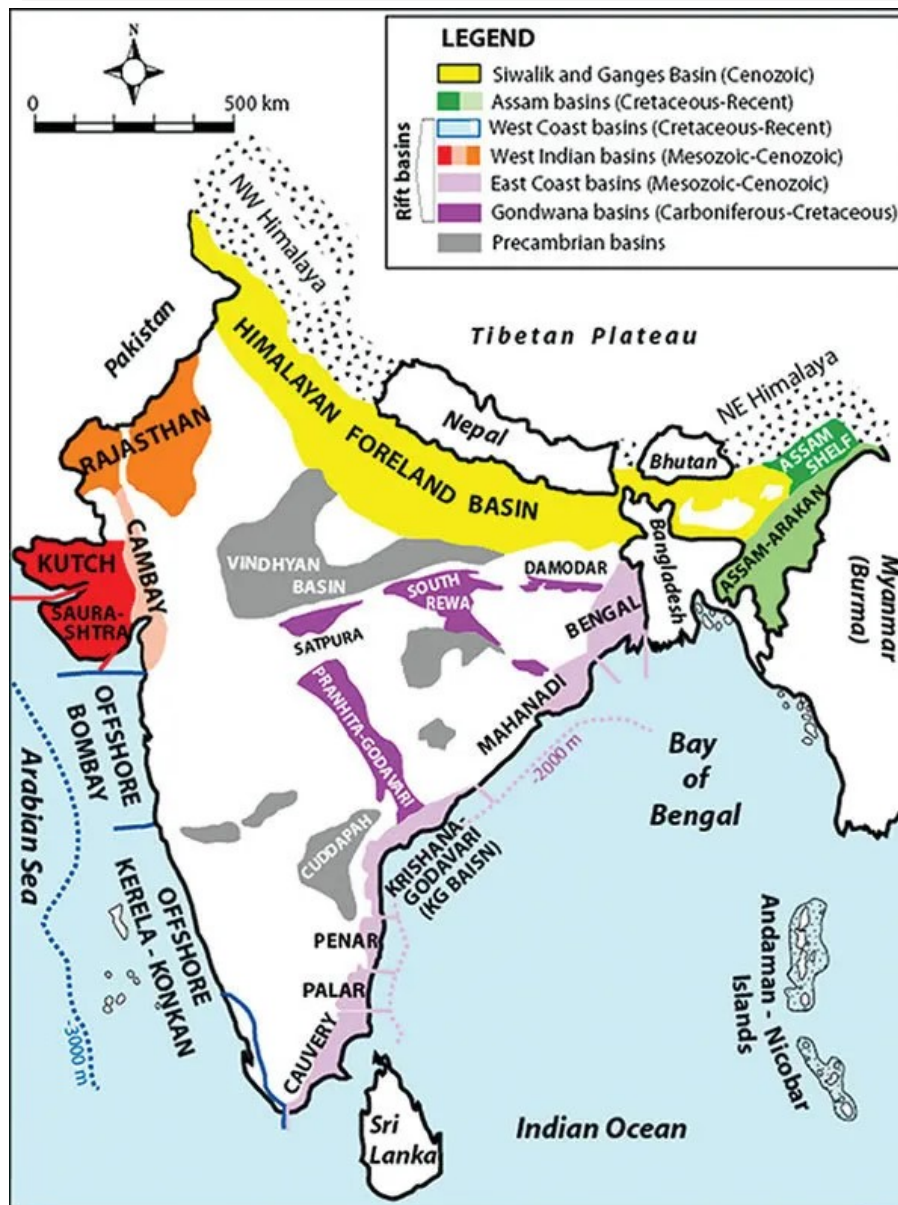 LEGEND
Siwalik and Ganges Basin (Cenozoic)
Assam basins (Cretaceous-Recent)
West Coast basins (Cretaceous-Recent)
West Indian basins (Mesozoic-Cenozoic)
East Coast basins (Mesozoic-Cenozoic)
Gondwana basins (Carboniferous-Cretaceous)
Precambrian basins
Rift basins
0 500 km
NW Himalaya
Pakistan
Tibetan Plateau
HIMALAYAN FORELAND BASIN
Nepal
NE Himalaya
Bhutan
ASSAM
SHELF
ASSAM-ARAKAN
RAJASTHAN
Bangladesh
Myanmar
(Burma)
CAMBAY
VINDHYAN
BASIN
DAMODAR
KUTCH
SOUTH
REWA
BENGAL
SAURA-
SHTRA
SATPURA
PRANHITA-GODAVARI
MAHANADI
OFFSHORE
BOMBAY
-2000 m
Arabian Sea
Bay
of
Bengal
CUDDAPAH
KRISHANA-
GODAVARI
(KG BAISN)
OFFSHORE
KERELA - KONKAN
PENAR
PALAR
CAUVERY
-3000 m
Andaman - Nicobar
Islands
Sri
Lanka
Indian Ocean